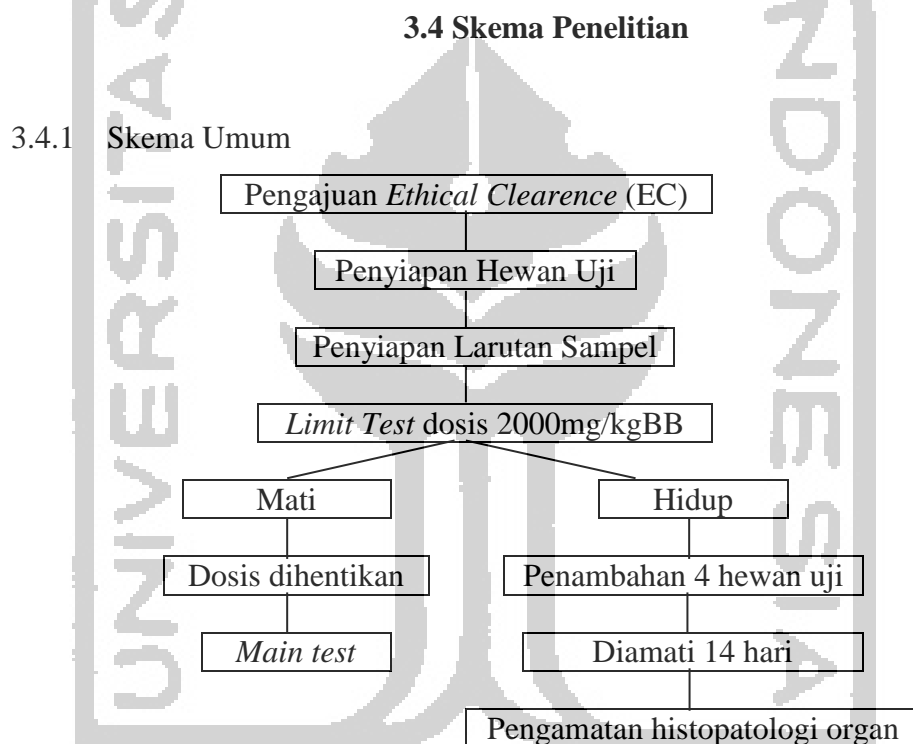 3.4 Skema Penelitian
3.4.1 Skema Umum
Pengajuan Ethical Clearence (EC)
Penyiapan Hewan Uji
Penyiapan Larutan Sampel
Limit Test dosis 2000mg/kgBB
Mati
Hidup
Dosis dihentikan
Penambahan 4 hewan uji
Main test
Diamati 14 hari
Pengamatan histopatologi organ
UNIVERSITAS
INDONESIA